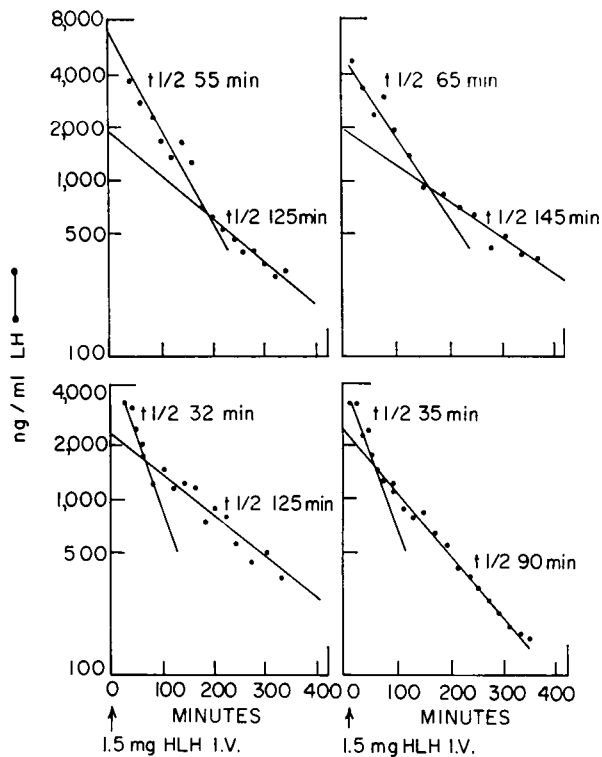 8,000
4,000
2,000
1,000
500
100
t 1/2 55 min
t 1/2 125 min
t 1/2 65 min
t 1/2 145 min
ng / ml LH
4,000
2,000
1,000
500
100
t 1/2 32 min
t 1/2 125 min
t 1/2 35 min
t 1/2 90 min
0 100 200 300 400
0 100 200 300 400
MINUTES
MINUTES
1.5 mg HLH I.V.
1.5 mg HLH I.V.